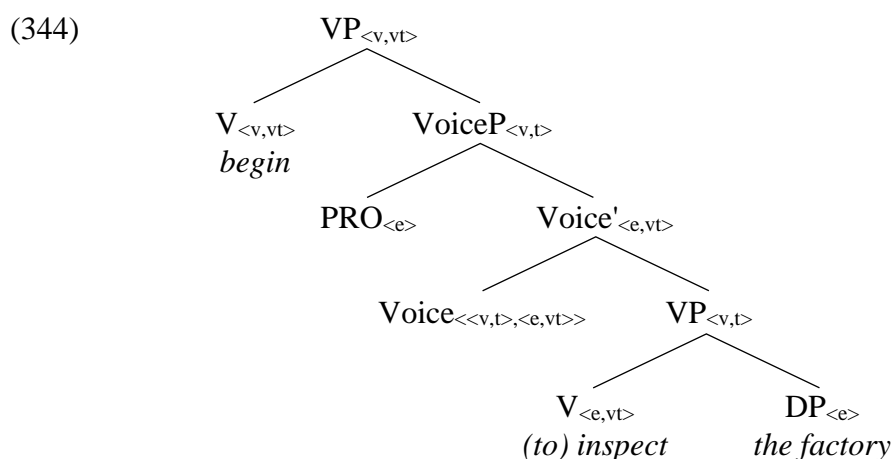 (344) VP<v,vt>
V<v,vt> VoiceP<v,t>
begin
PRO<e> Voice'<e,vt>
Voice<<v,t>,<e,vt>> VP<v,t>
V<e,vt> DP<e>
(to) inspect the factory